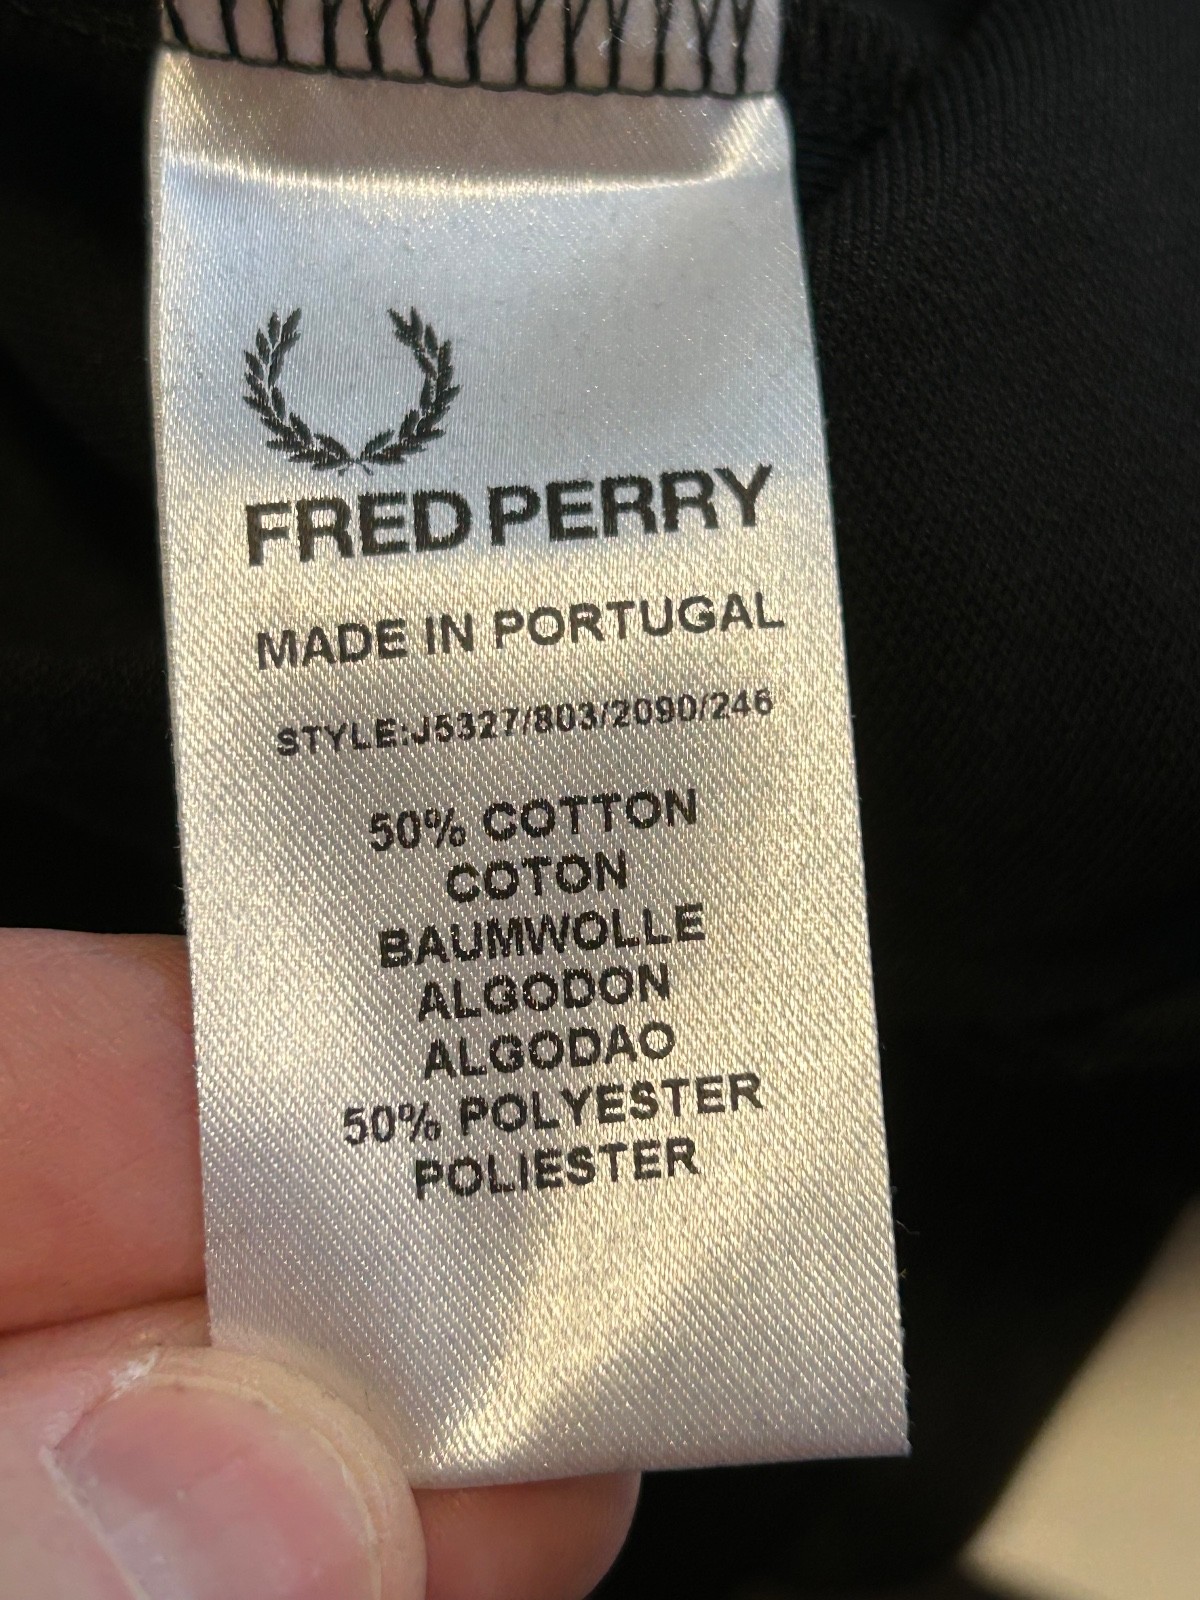 FRED PERRY
MADE IN PORTUGAL
STYLE:J5327/803/2090/246
50% COTTON
COTON
BAUMWOLLE
ALGODON
ALGODAO
50% POLYESTER
POLIESTER